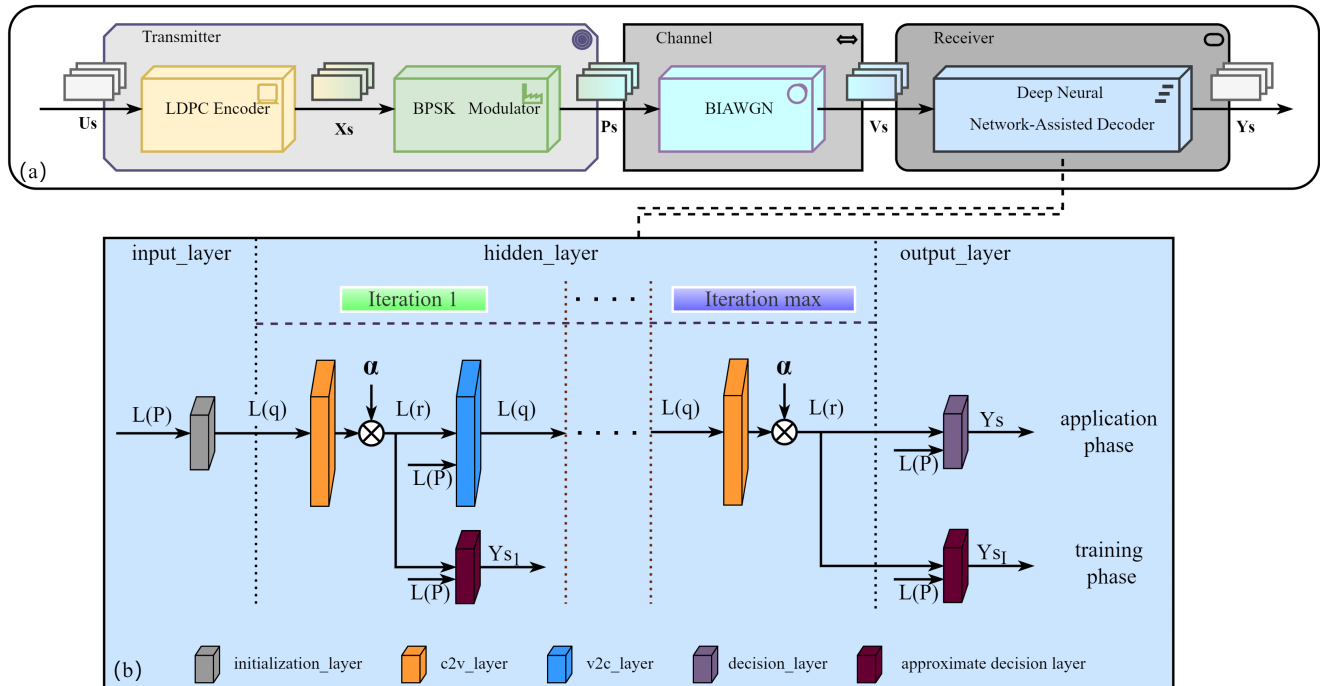 Transmitter
Channel
Receiver
LDPC Encoder
BPSK Modulator
BIAWGN
Deep Neural
Network-Assisted Decoder
Us
Xs
Ps
Vs
Ys
(a)
input_layer
hidden_layer
output_layer
Iteration 1
. . . .
Iteration max
α
α
L(P)
L(q)
L(r)
L(q)
. . . .
L(q)
L(r)
Ys
application
phase
L(P)
L(P)
Ys1
YsI
training
phase
L(P)
L(P)
(b)
initialization_layer
c2v_layer
v2c_layer
decision_layer
approximate decision layer